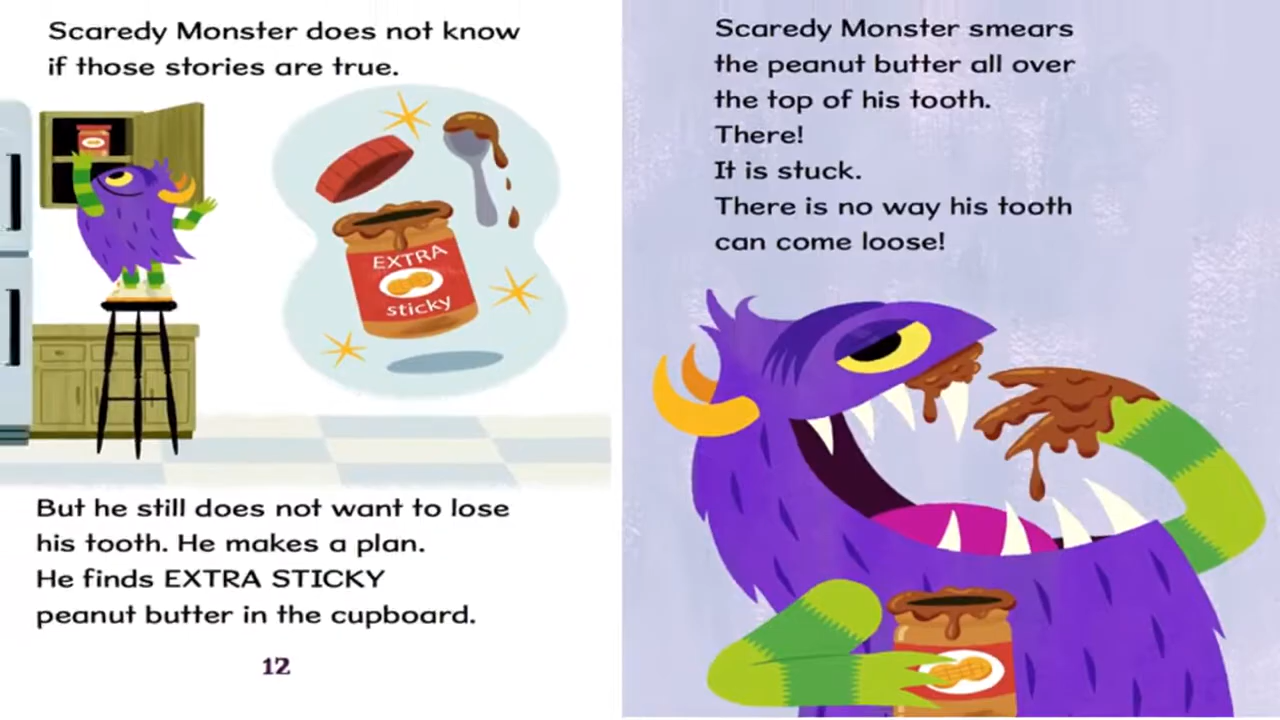 Scaredy Monster does not know
if those stories are true.
EXTRA
sticky
But he still does not want to lose
his tooth. He makes a plan.
He finds EXTRA STICKY
peanut butter in the cupboard.
12
Scaredy Monster smears
the peanut butter all over
the top of his tooth.
There!
It is stuck.
There is no way his tooth
can come loose!